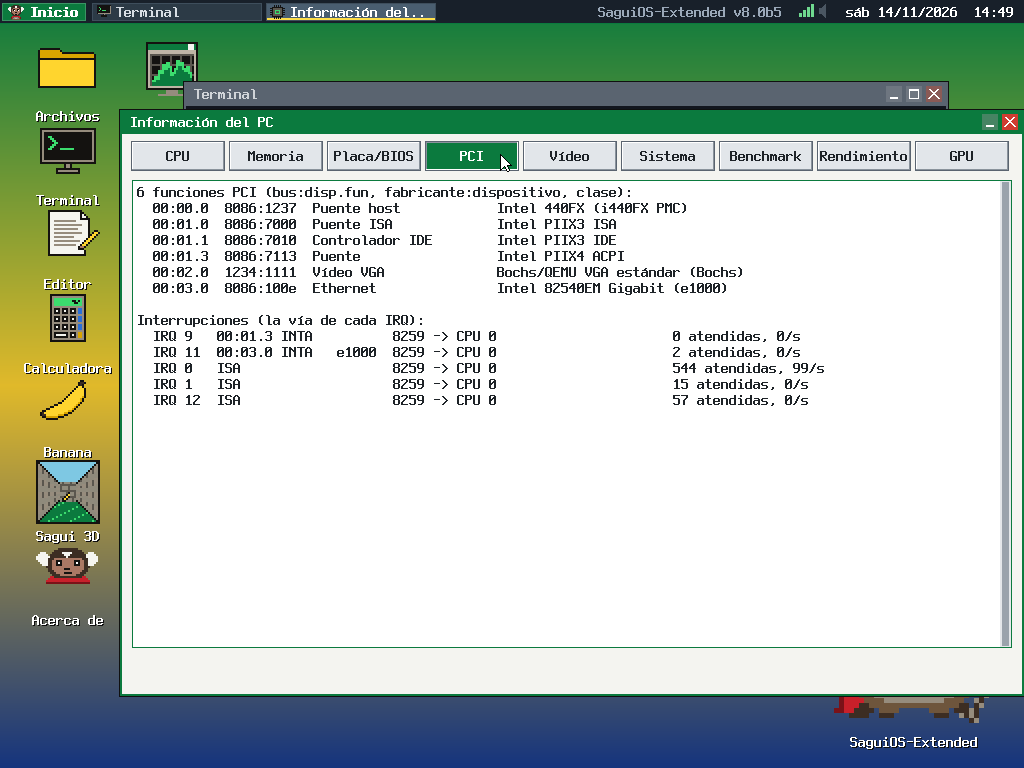 Inicio Terminal Información del.. SaguiOS-Extended v8.0b5 sáb 14/11/2026 14:49
Archivos
Terminal
Editor
Calculadora
Banana
Sagui 3D
Acerca de
Terminal
Información del PC
CPU Memoria Placa/BIOS PCI Vídeo Sistema Benchmark Rendimiento GPU
6 funciones PCI (bus:disp.fun, fabricante:dispositivo, clase):
00:00.0 8086:1237 Puente host Intel 440FX (i440FX PMC)
00:01.0 8086:7000 Puente ISA Intel PIIX3 ISA
00:01.1 8086:7010 Controlador IDE Intel PIIX3 IDE
00:01.3 8086:7113 Puente Intel PIIX4 ACPI
00:02.0 1234:1111 Vídeo VGA Bochs/QEMU VGA estándar (Bochs)
00:03.0 8086:100e Ethernet Intel 82540EM Gigabit (e1000)
Interrupciones (la vía de cada IRQ):
IRQ 9 00:01.3 INTA 8259 -> CPU 0 0 atendidas, 0/s
IRQ 11 00:03.0 INTA e1000 8259 -> CPU 0 2 atendidas, 0/s
IRQ 0 ISA 8259 -> CPU 0 544 atendidas, 99/s
IRQ 1 ISA 8259 -> CPU 0 15 atendidas, 0/s
IRQ 12 ISA 8259 -> CPU 0 57 atendidas, 0/s
SaguiOS-Extended